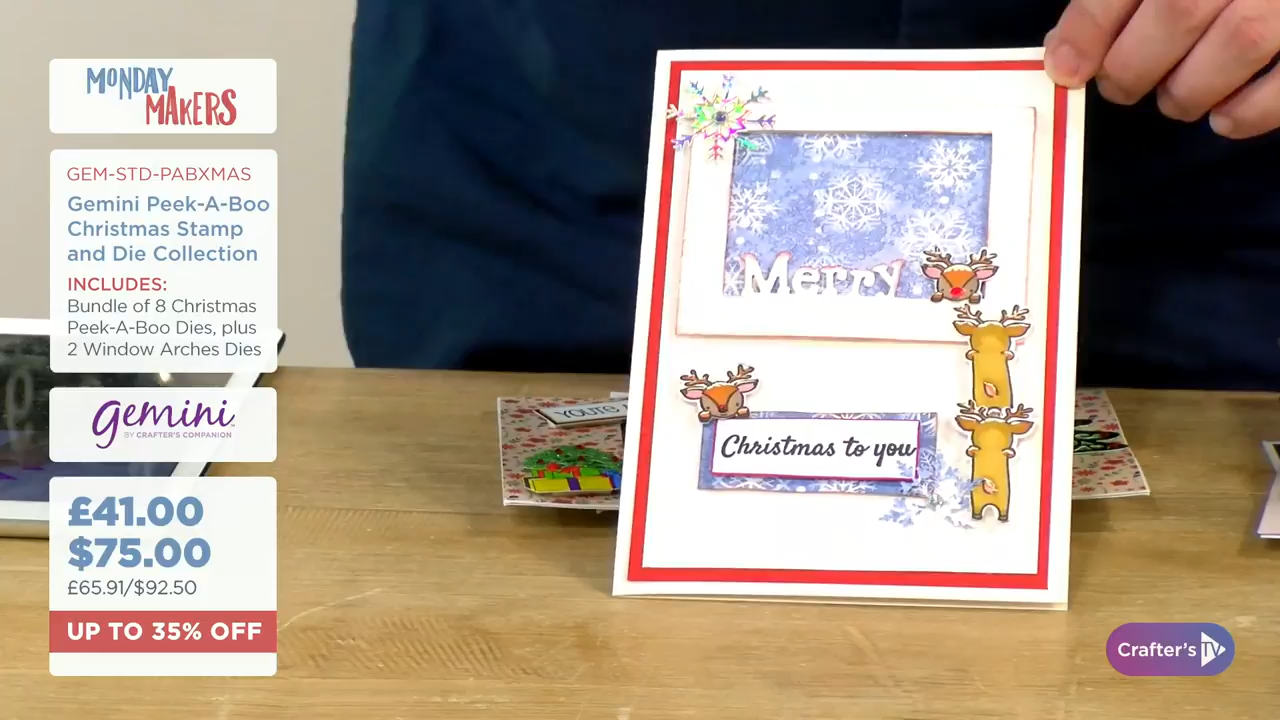 MONDAY
MAKERS
GEM-STD-PABXMAS
Gemini Peek-A-Boo
Christmas Stamp
and Die Collection
INCLUDES:
Bundle of 8 Christmas
Peek-A-Boo Dies, plus
2 Window Arches Dies
gemini
BY CRAFTER'S COMPANION
£41.00
$75.00
£65.91/$92.50
UP TO 35% OFF
Merry
Christmas to you
YOU'RE
Crafter's TV